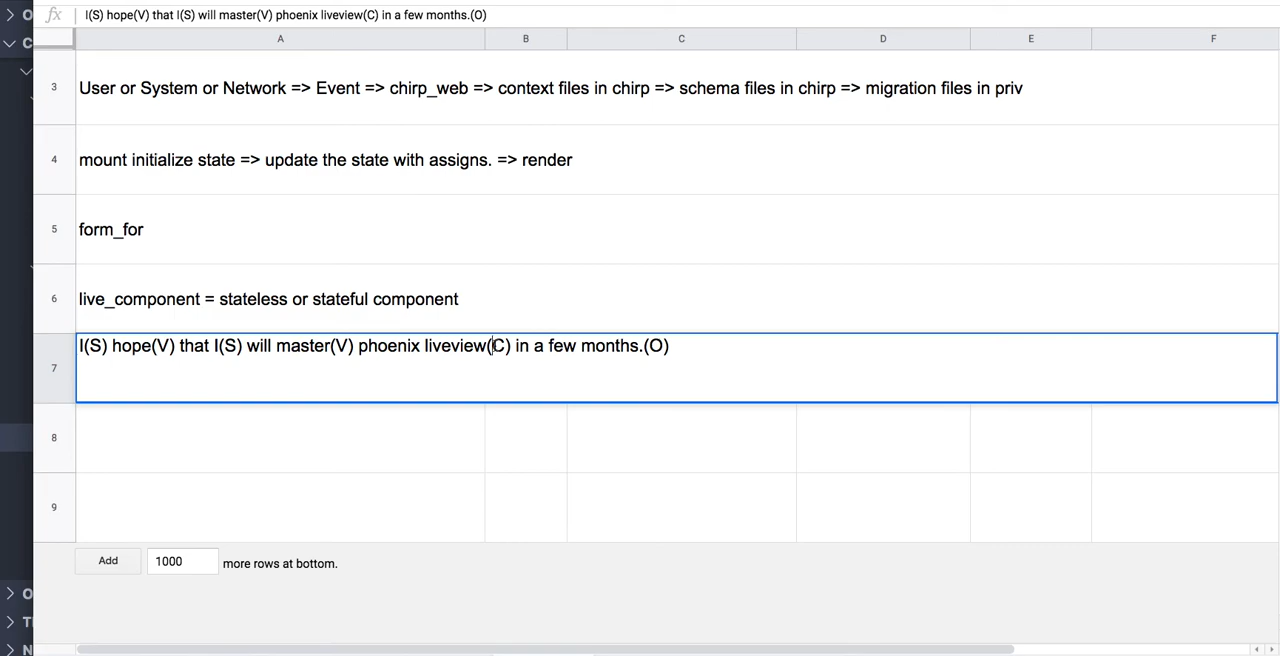 O
fx
I(S) hope(V) that I(S) will master(V) phoenix liveview(C) in a few months.(O)
C
A B C D E F
3 User or System or Network => Event => chirp_web => context files in chirp => schema files in chirp => migration files in priv
4 mount initialize state => update the state with assigns. => render
5 form_for
6 live_component = stateless or stateful component
7 I(S) hope(V) that I(S) will master(V) phoenix liveview(C) in a few months.(O)
8
9
Add 1000 more rows at bottom.
O
TI
N